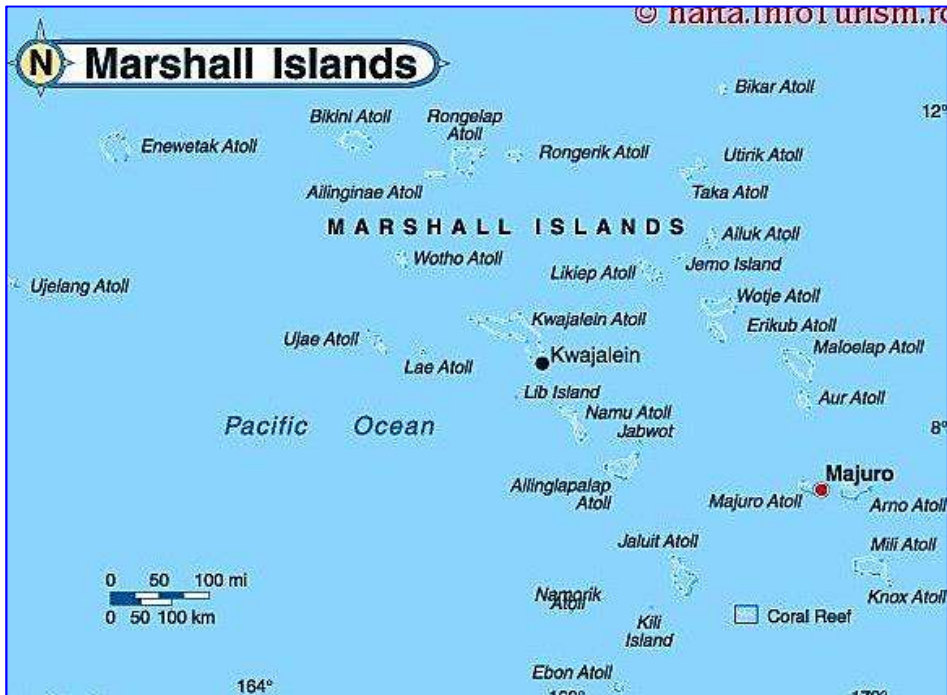 © harta.InfoTurism.ro
N
Marshall Islands
Bikar Atoll
12°
Bikini Atoll
Rongelap
Atoll
Enewetak Atoll
Rongerik Atoll
Utirik Atoll
Ailinginae Atoll
Taka Atoll
MARSHALL ISLANDS
Ailuk Atoll
Wotho Atoll
Likiep Atoll
Jemo Island
Ujelang Atoll
Wotje Atoll
Kwajalein Atoll
Erikub Atoll
Ujae Atoll
Maloelap Atoll
Lae Atoll
Kwajalein
Lib Island
Aur Atoll
Namu Atoll
Pacific Ocean
Jabwot
8°
Majuro
Ailinglapalap
Atoll
Majuro Atoll
Arno Atoll
Jaluit Atoll
Mili Atoll
0 50 100 mi
0 50 100 km
Namorik
Atoll
Knox Atoll
Kili
Island
Coral Reef
Ebon Atoll
164°
168°
170°